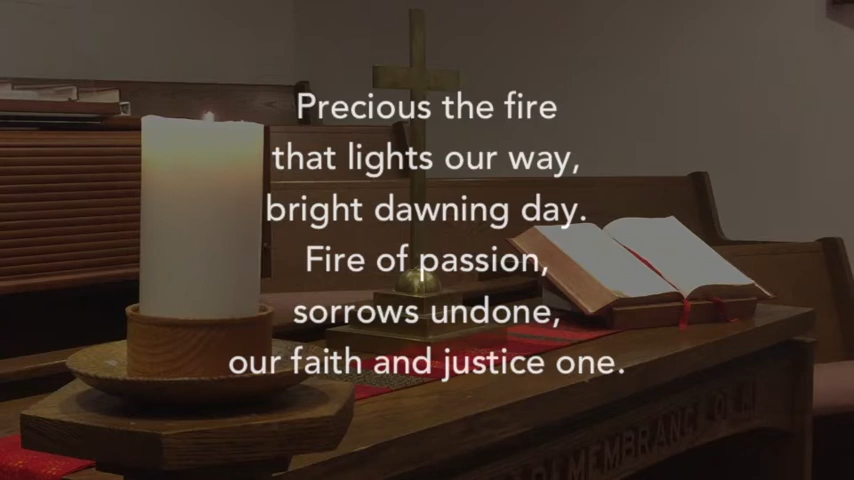 Precious the fire
that lights our way,
bright dawning day.
Fire of passion,
sorrows undone,
our faith and justice one.